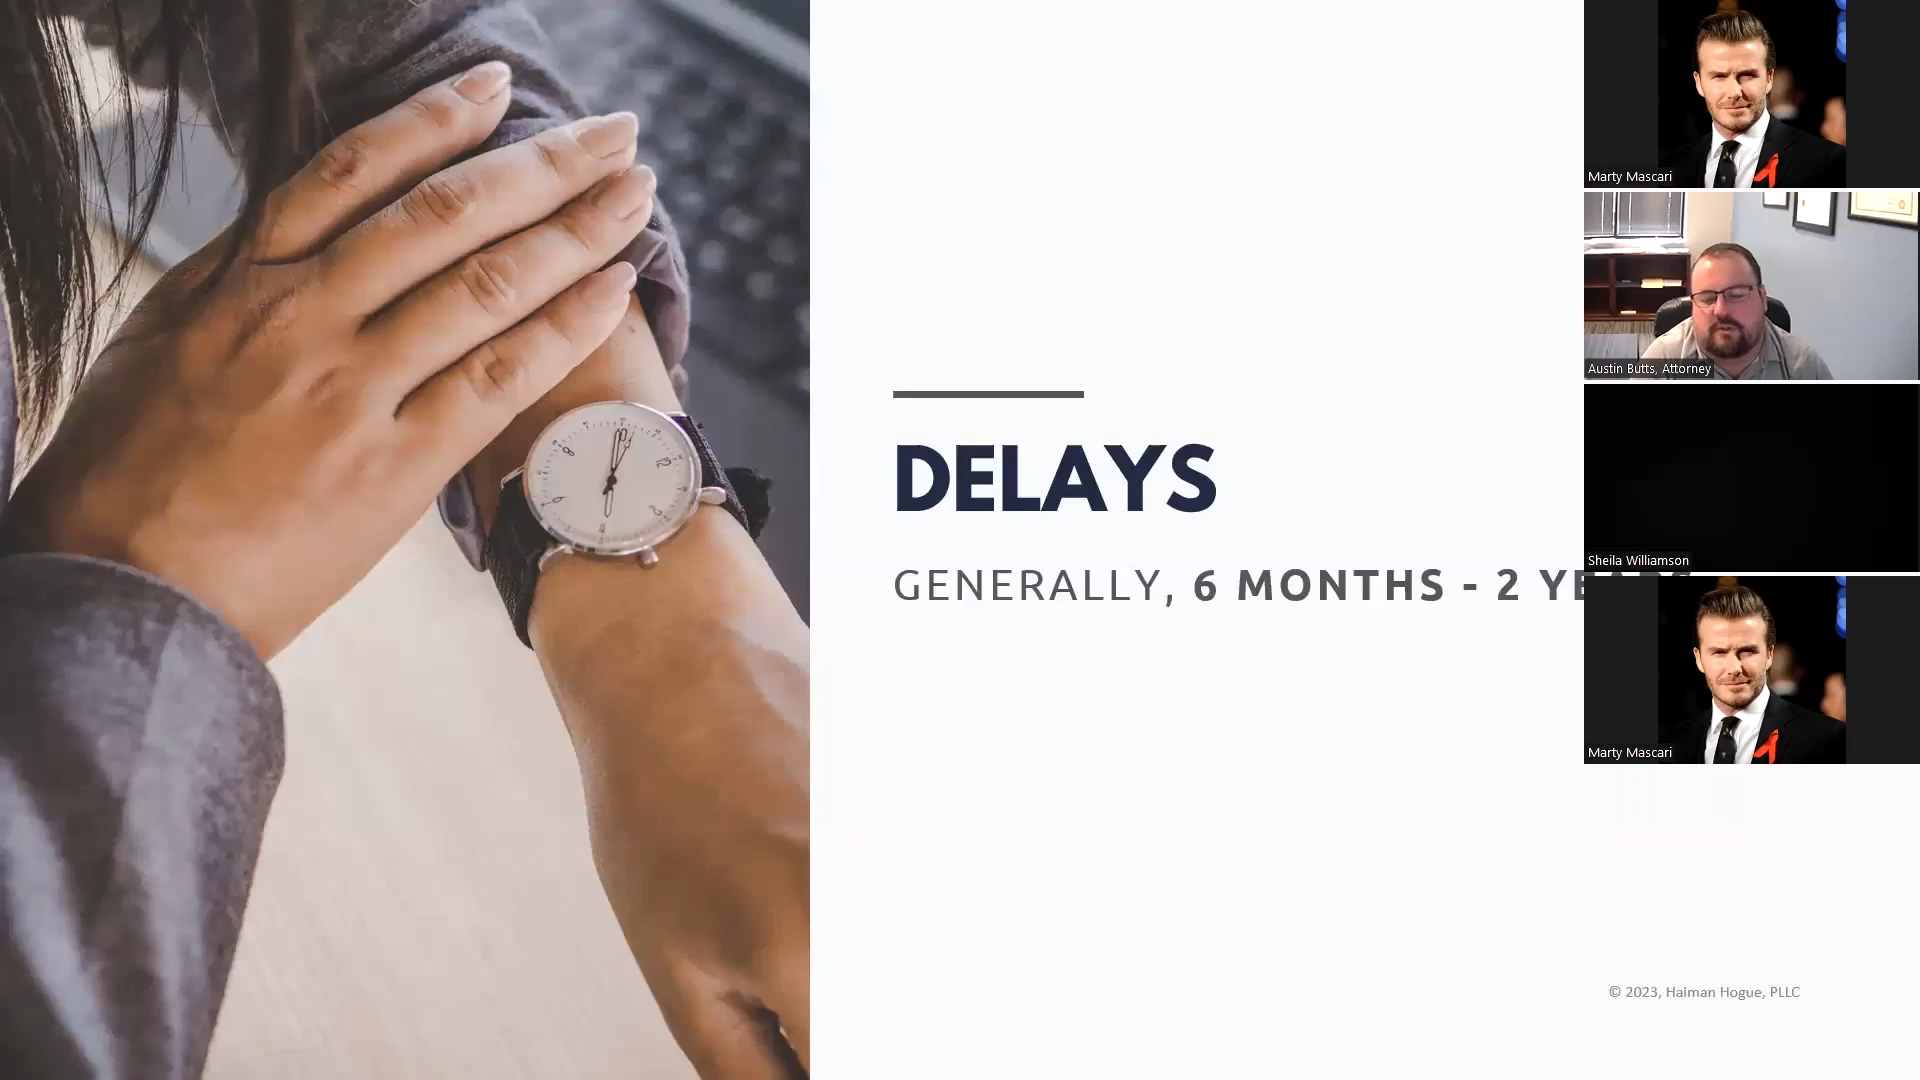 DELAYS
GENERALLY, 6 MONTHS - 2 YE
© 2023, Haiman Hogue, PLLC
Marty Mascari
Austin Butts, Attorney
Sheila Williamson
Marty Mascari